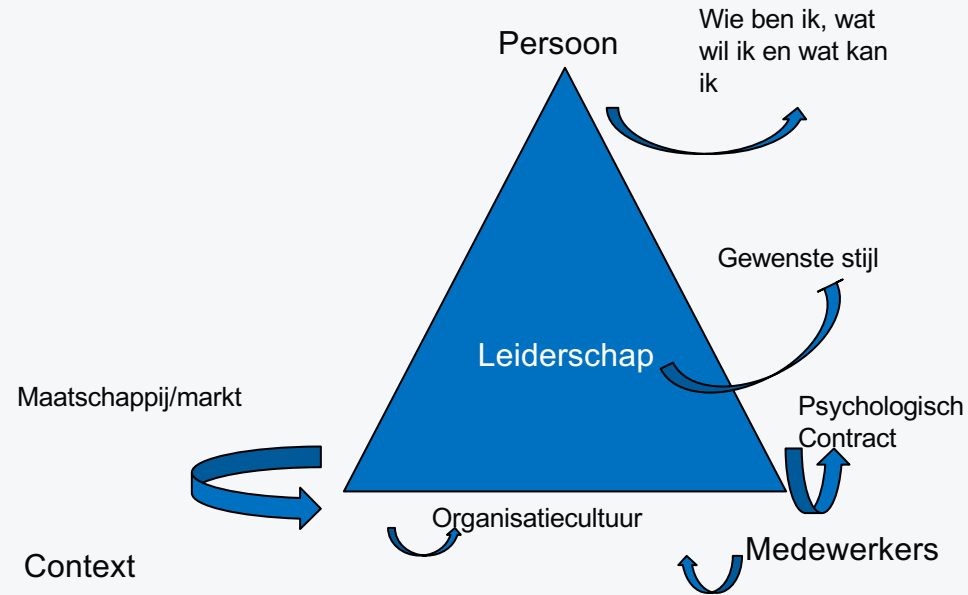 Persoon
Wie ben ik, wat
wil ik en wat kan
ik
Gewenste stijl
Leiderschap
Maatschappij/markt
Psychologisch
Contract
Organisatiecultuur
Medewerkers
Context